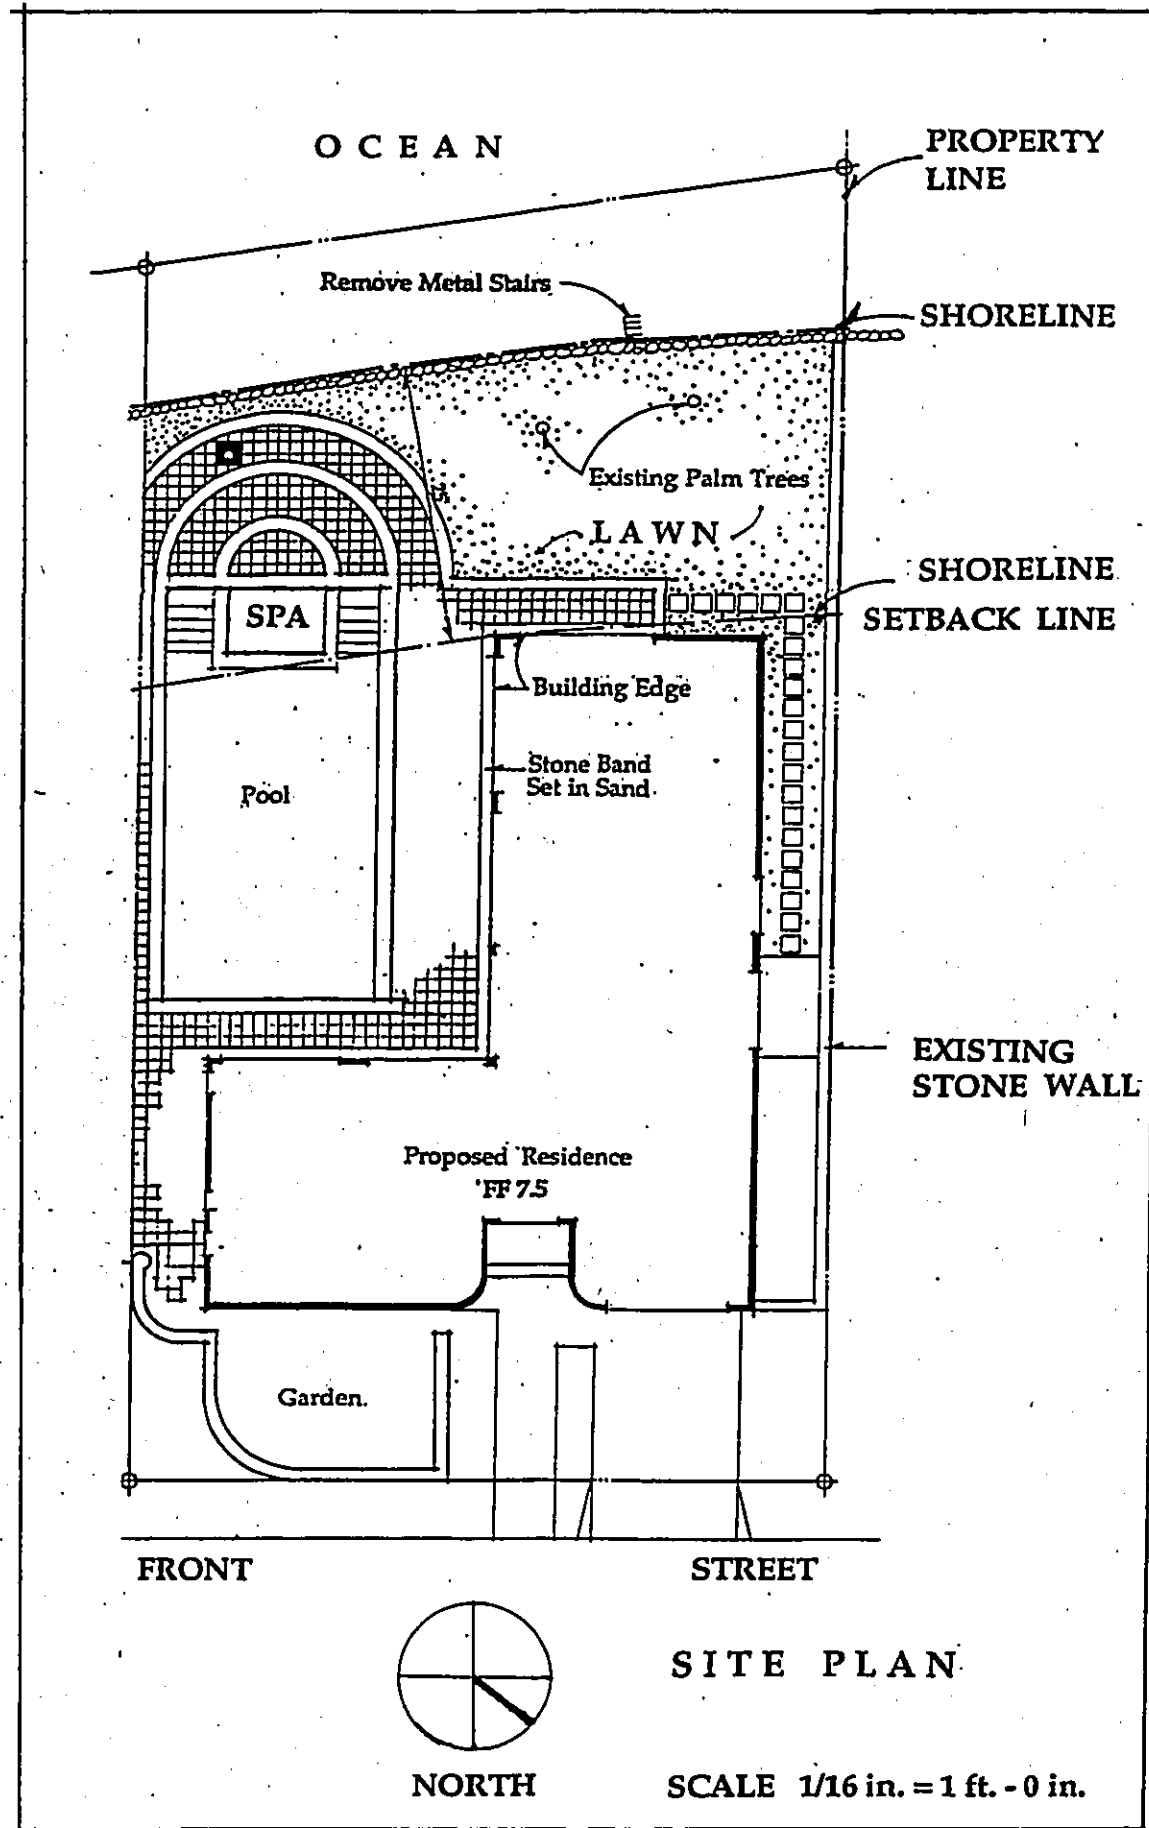 OCEAN
PROPERTY
LINE
Remove Metal Stairs
SHORELINE
Existing Palm Trees
25'
LAWN
SHORELINE
SETBACK LINE
SPA
Building Edge
Stone Band
Set in Sand
Pool
EXISTING
STONE WALL
Proposed Residence
FF 7.5
Garden
FRONT STREET
SITE PLAN
NORTH
SCALE 1/16 in. = 1 ft. - 0 in.